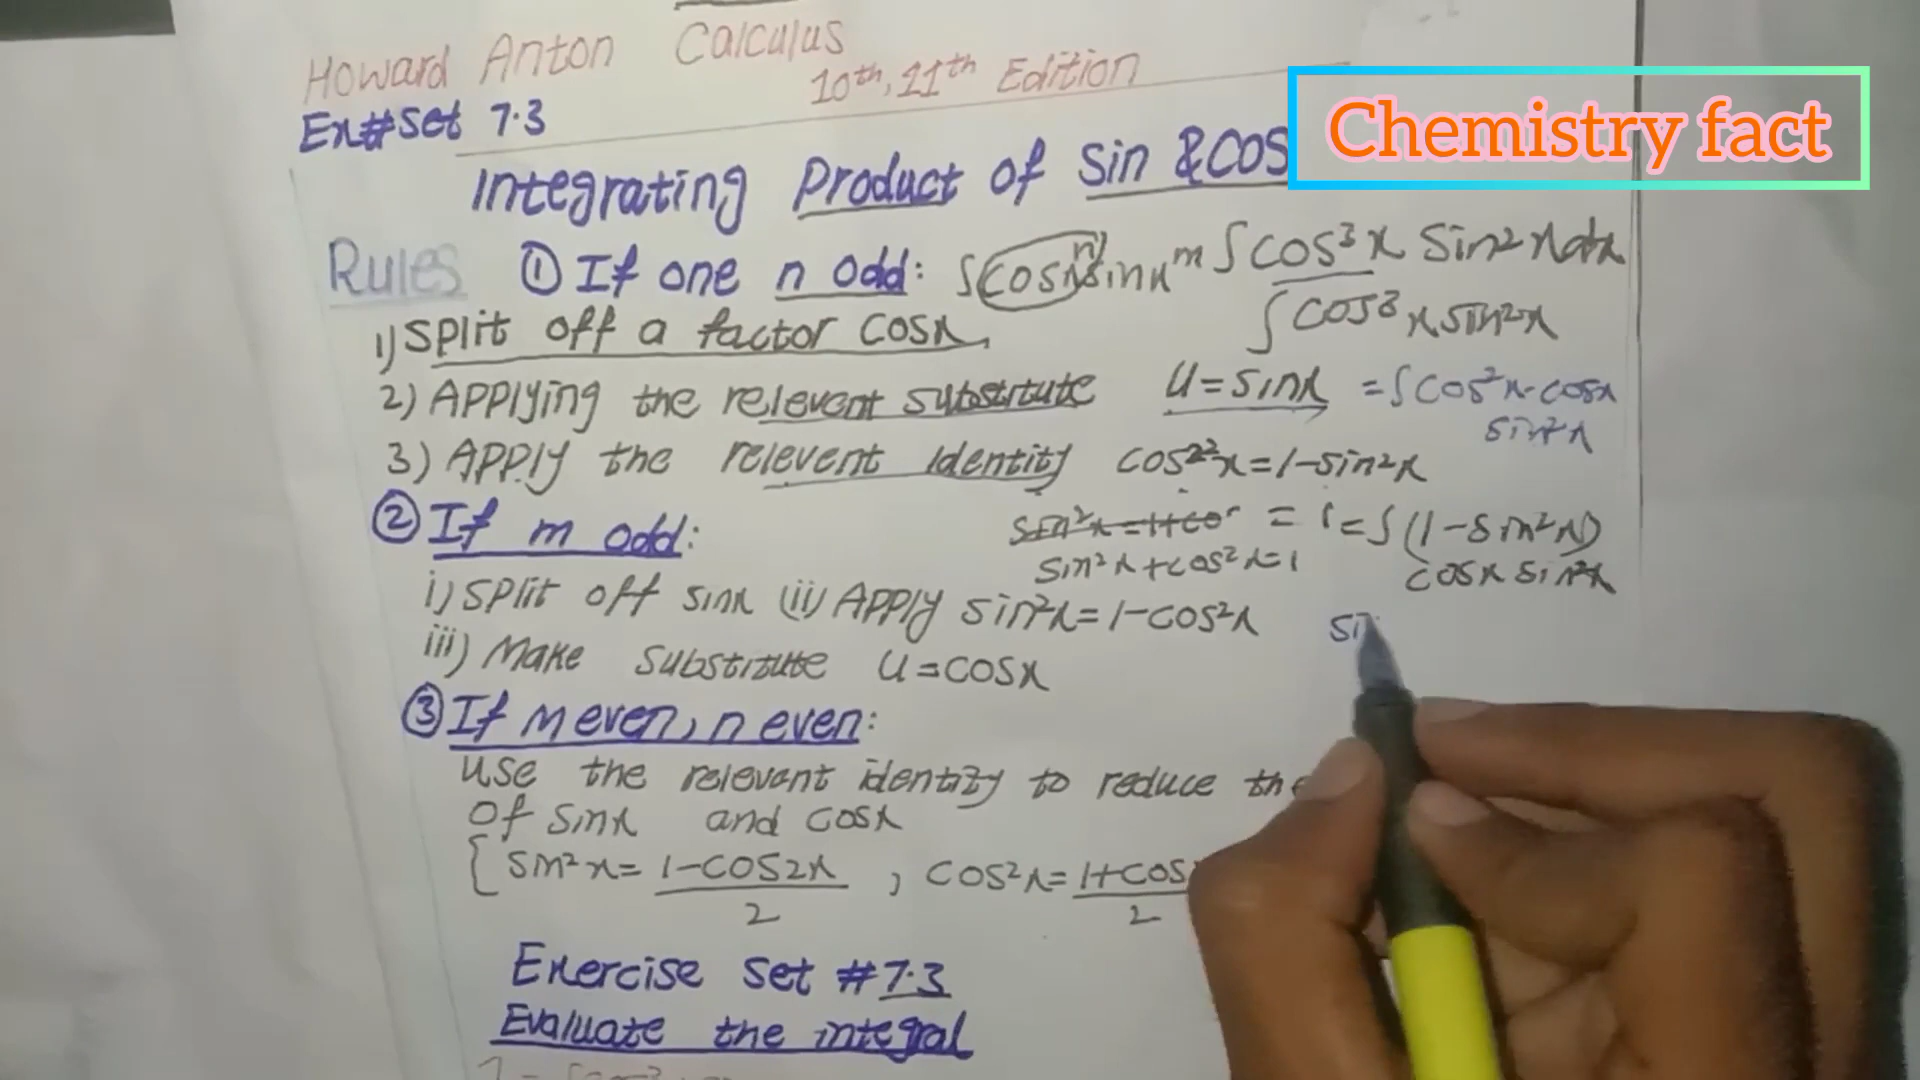 Howard Anton Calculus
10th, 11th Edition
Chemistry fact
Ex#Set 7.3
Integrating Product of Sin & COS
Rules ① If one n odd: ∫cosxⁿ sinxᵐ ∫cos³x Sin²x dx
∫cos³x sin²x
1) Split off a factor cosx.
2) Applying the relevent substitute u=sinx =∫cos²x·cosx
sin²x
3) Apply the relevent identity cos²x=1-sin²x
② If m odd:
= 1 =∫(1-sin²x)
sin²x+cos²x=1 cosx sin²x
i) Split off sinx (ii) Apply sin²x=1-cos²x si
iii) Make substitute u=cosx
③ If m even, n even:
Use the relevant identity to reduce the
of sinx and cosx
[ sin²x= 1-cos2x / 2 , cos²x= 1+cos / 2
Exercise set #7.3
Evaluate the integral